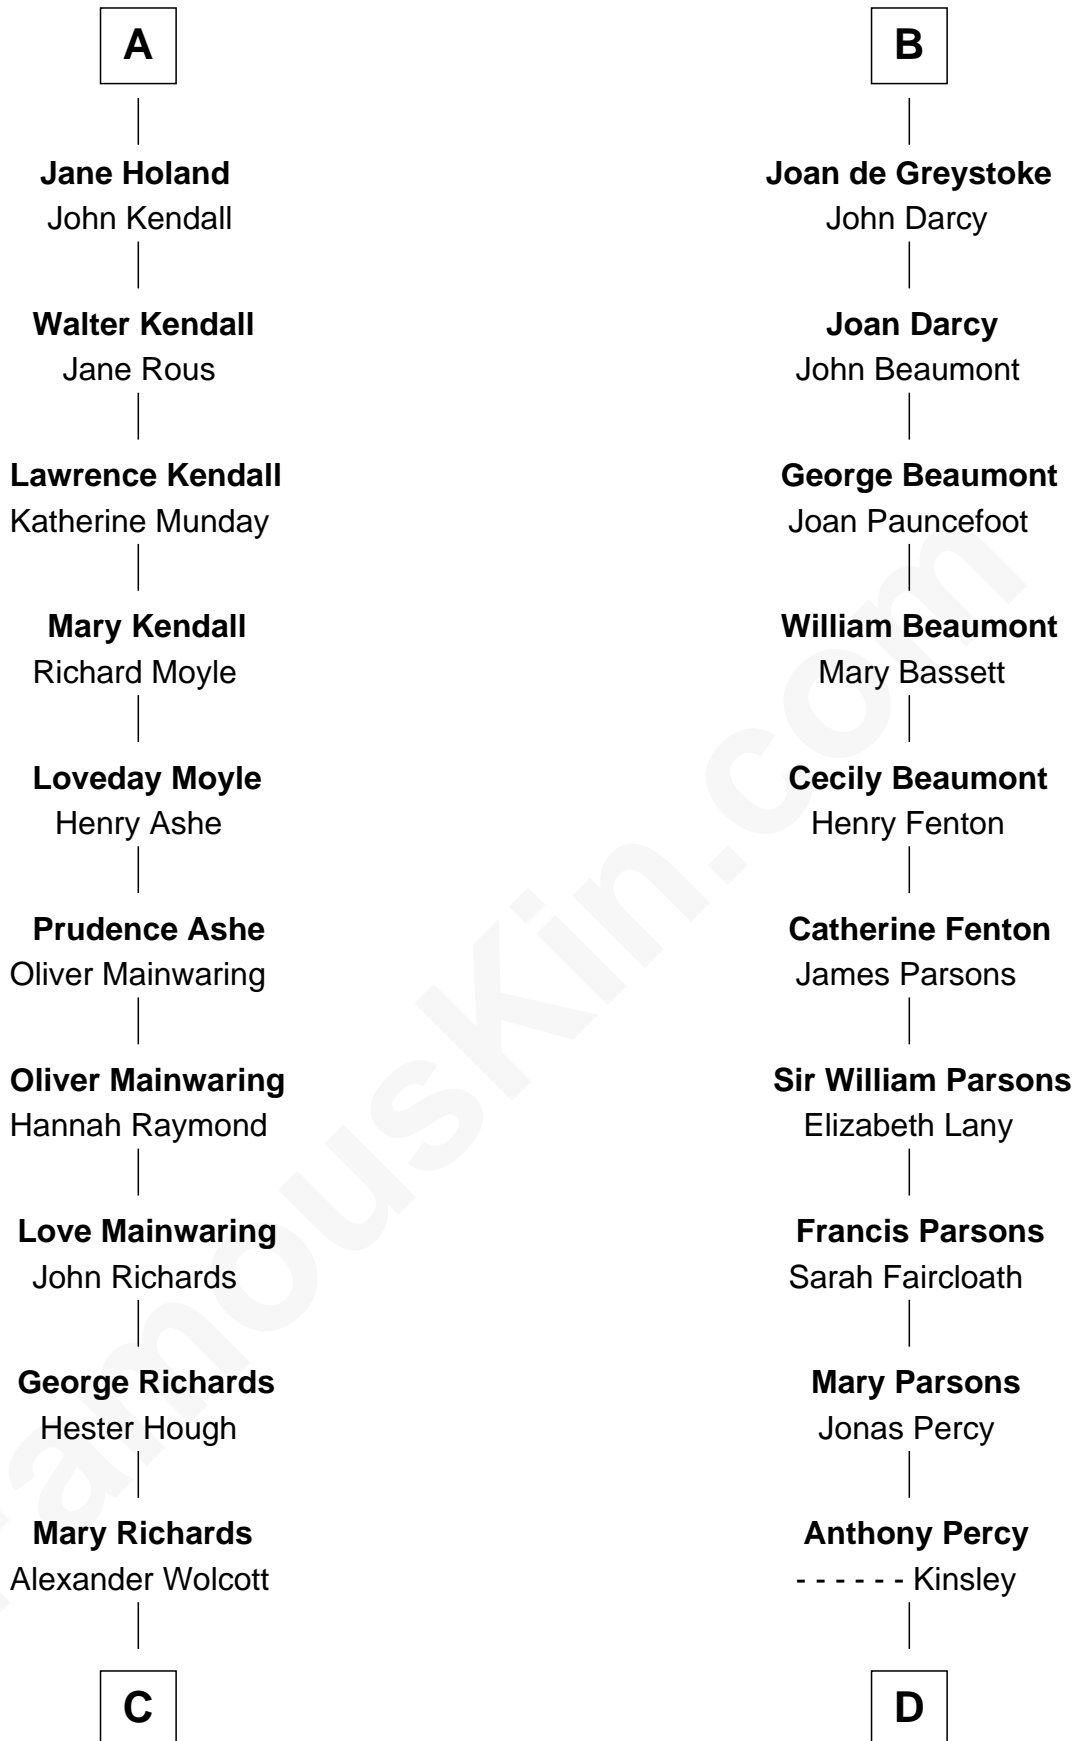 A
Jane Holand
John Kendall
Walter Kendall
Jane Rous
Lawrence Kendall
Katherine Munday
Mary Kendall
Richard Moyle
Loveday Moyle
Henry Ashe
Prudence Ashe
Oliver Mainwaring
Oliver Mainwaring
Hannah Raymond
Love Mainwaring
John Richards
George Richards
Hester Hough
Mary Richards
Alexander Wolcott
C
B
Joan de Greystoke
John Darcy
Joan Darcy
John Beaumont
George Beaumont
Joan Pauncefoot
William Beaumont
Mary Bassett
Cecily Beaumont
Henry Fenton
Catherine Fenton
James Parsons
Sir William Parsons
Elizabeth Lany
Francis Parsons
Sarah Faircloath
Mary Parsons
Jonas Percy
Anthony Percy
- - - - - - Kinsley
D
FamousKin.com